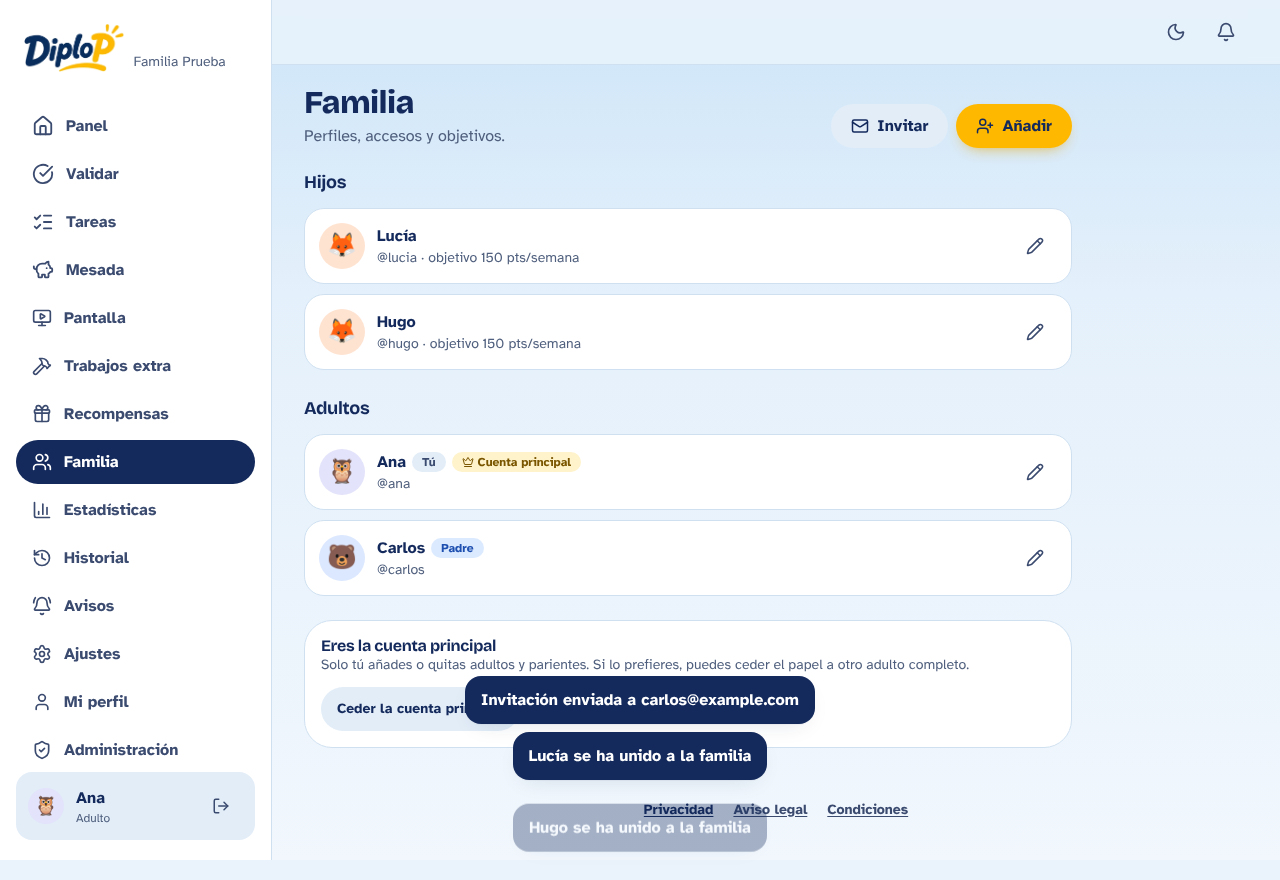 DiploP
Familia Prueba
Panel
Validar
Tareas
Mesada
Pantalla
Trabajos extra
Recompensas
Familia
Estadísticas
Historial
Avisos
Ajustes
Mi perfil
Administración
Ana
Adulto
Familia
Perfiles, accesos y objetivos.
Invitar
Añadir
Hijos
Lucía
@lucia · objetivo 150 pts/semana
Hugo
@hugo · objetivo 150 pts/semana
Adultos
Ana Tú Cuenta principal
@ana
Carlos Padre
@carlos
Eres la cuenta principal
Solo tú añades o quitas adultos y parientes. Si lo prefieres, puedes ceder el papel a otro adulto completo.
Ceder la cuenta
Invitación enviada a carlos@example.com
Lucía se ha unido a la familia
Privacidad Aviso legal Condiciones
Hugo se ha unido a la familia